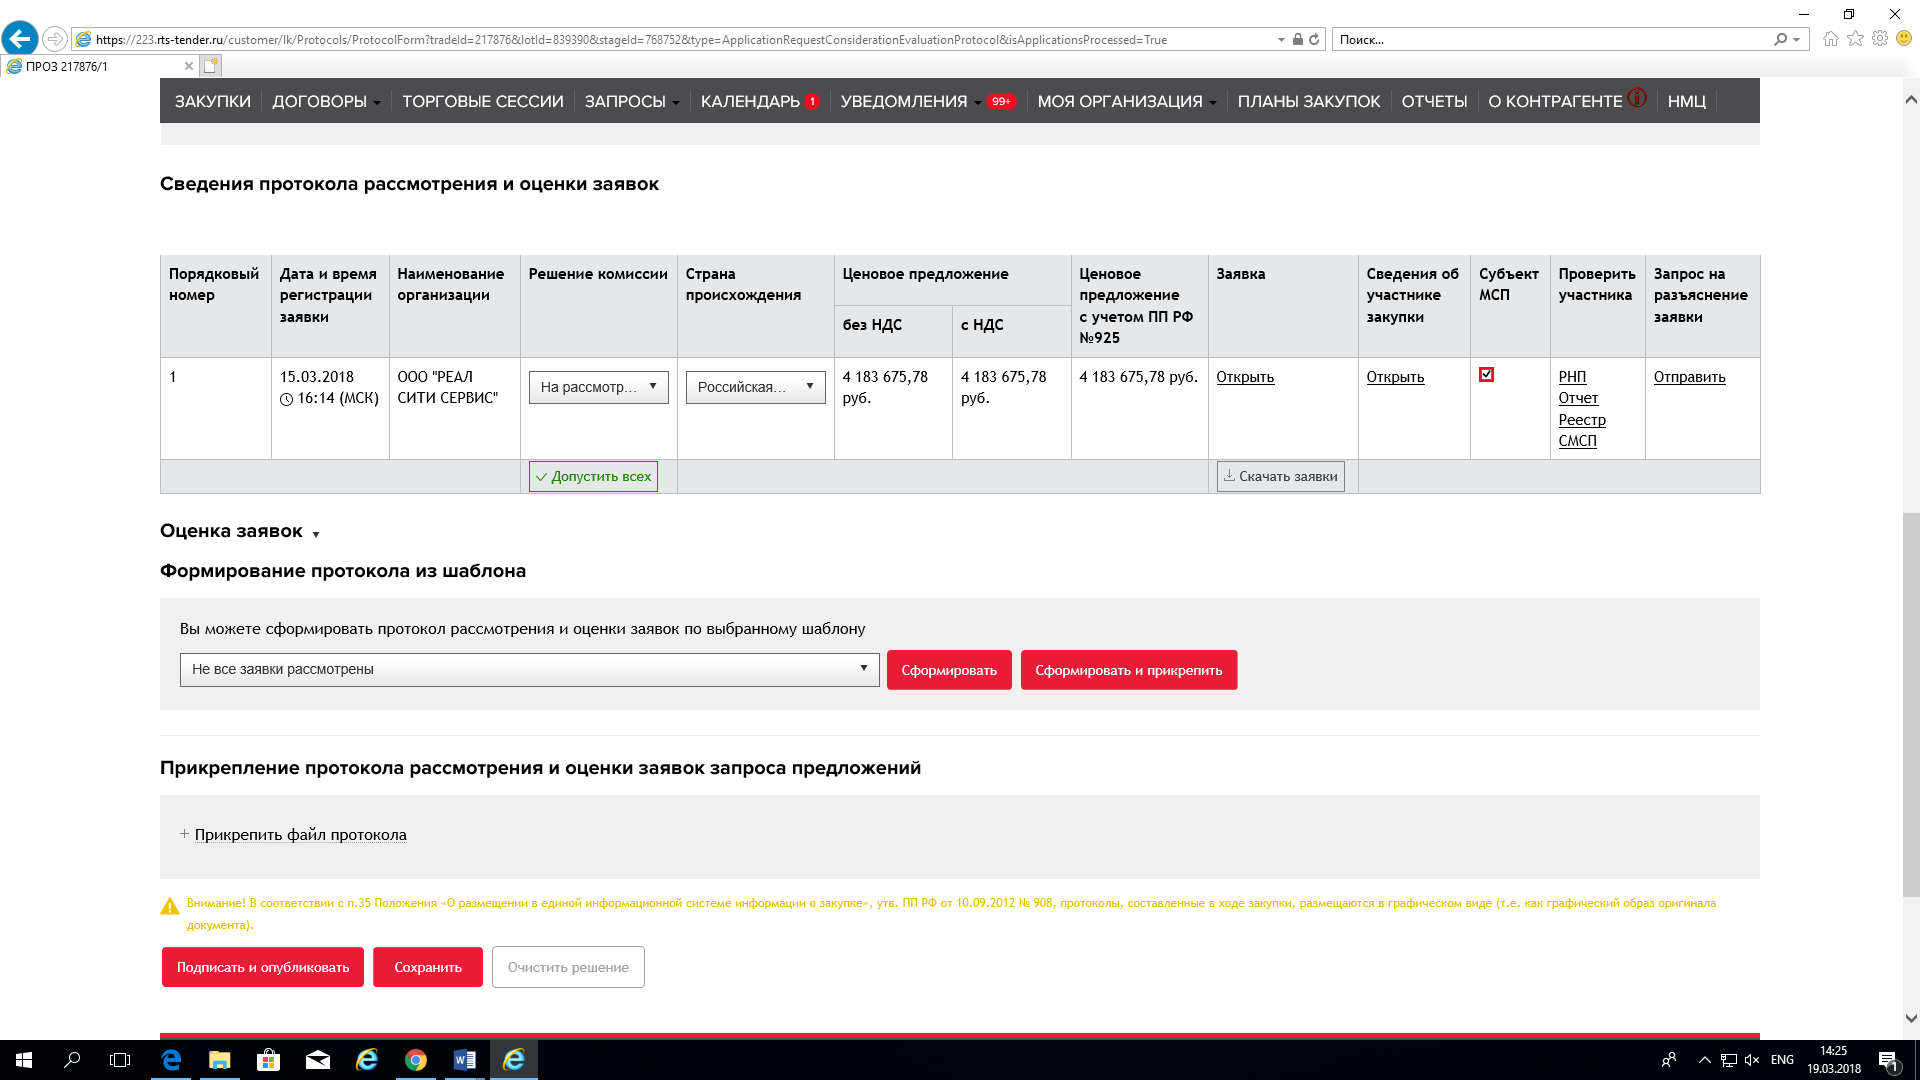 https://223.rts-tender.ru/customer/lk/Protocols/ProtocolForm?tradeId=217876&lotId=839390&stageId=768752&type=ApplicationRequestConsiderationEvaluationProtocol&isApplicationsProcessed=True
Поиск...
ПРОЗ 217876/1
ЗАКУПКИ ДОГОВОРЫ ТОРГОВЫЕ СЕССИИ ЗАПРОСЫ КАЛЕНДАРЬ 1 УВЕДОМЛЕНИЯ 99+ МОЯ ОРГАНИЗАЦИЯ ПЛАНЫ ЗАКУПОК ОТЧЕТЫ О КОНТРАГЕНТЕ НМЦ
Сведения протокола рассмотрения и оценки заявок
Порядковый
номер
Дата и время
регистрации
заявки
Наименование
организации
Решение комиссии
Страна
происхождения
Ценовое предложение
без НДС
с НДС
Ценовое
предложение
с учетом ПП РФ
№925
Заявка
Сведения об
участнике
закупки
Субъект
МСП
Проверить
участника
Запрос на
разъяснение
заявки
1
15.03.2018
16:14 (МСК)
ООО "РЕАЛ
СИТИ СЕРВИС"
На рассмотр...
Российская...
4 183 675,78
руб.
4 183 675,78
руб.
4 183 675,78 руб.
Открыть
Открыть
РНП
Отчет
Реестр
СМСП
Отправить
Допустить всех
Скачать заявки
Оценка заявок
Формирование протокола из шаблона
Вы можете сформировать протокол рассмотрения и оценки заявок по выбранному шаблону
Не все заявки рассмотрены
Сформировать
Сформировать и прикрепить
Прикрепление протокола рассмотрения и оценки заявок запроса предложений
+ Прикрепить файл протокола
Внимание! В соответствии с п.35 Положения «О размещении в единой информационной системе информации о закупке», утв. ПП РФ от 10.09.2012 № 908, протоколы, составленные в ходе закупки, размещаются в графическом виде (т.е. как графический образ оригинала
документа).
Подписать и опубликовать
Сохранить
Очистить решение
ENG
14:25
19.03.2018
1